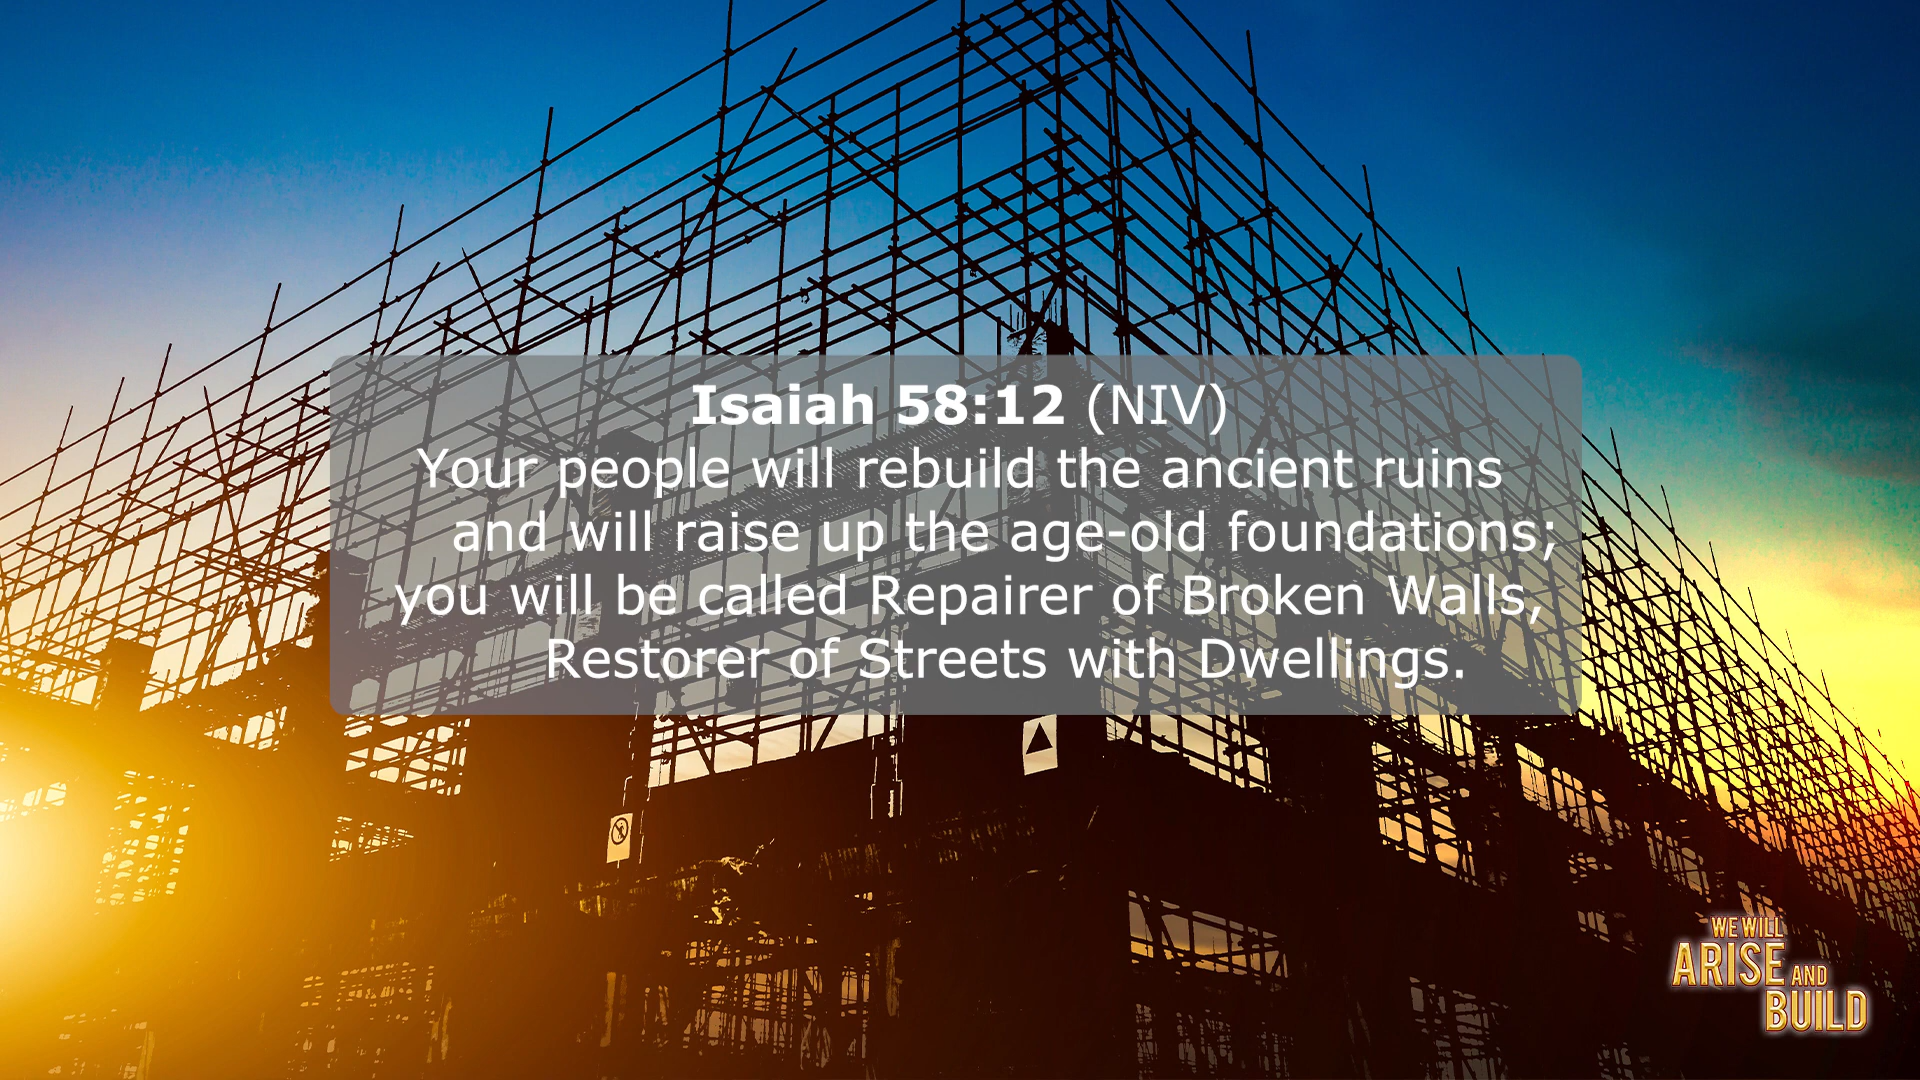 Isaiah 58:12 (NIV)
Your people will rebuild the ancient ruins
and will raise up the age-old foundations;
you will be called Repairer of Broken Walls,
Restorer of Streets with Dwellings.
WE WILL
ARISE AND
BUILD